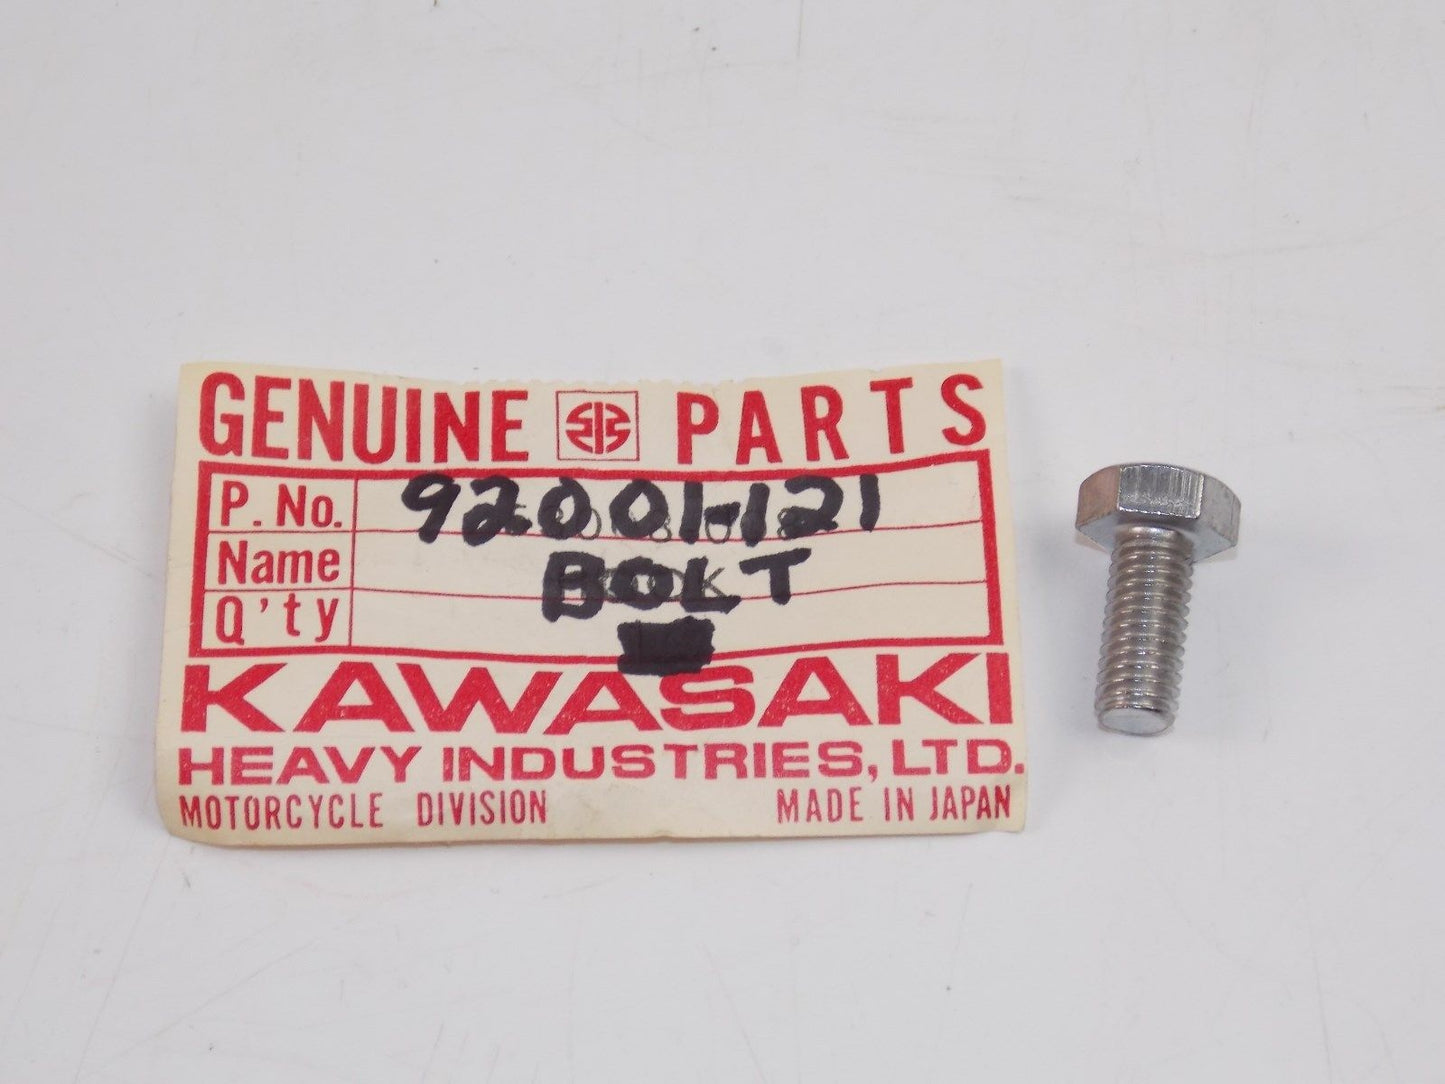 GENUINE PARTS
P. No. 92001-121
Name BOLT
Q'ty
KAWASAKI
HEAVY INDUSTRIES, LTD.
MOTORCYCLE DIVISION MADE IN JAPAN